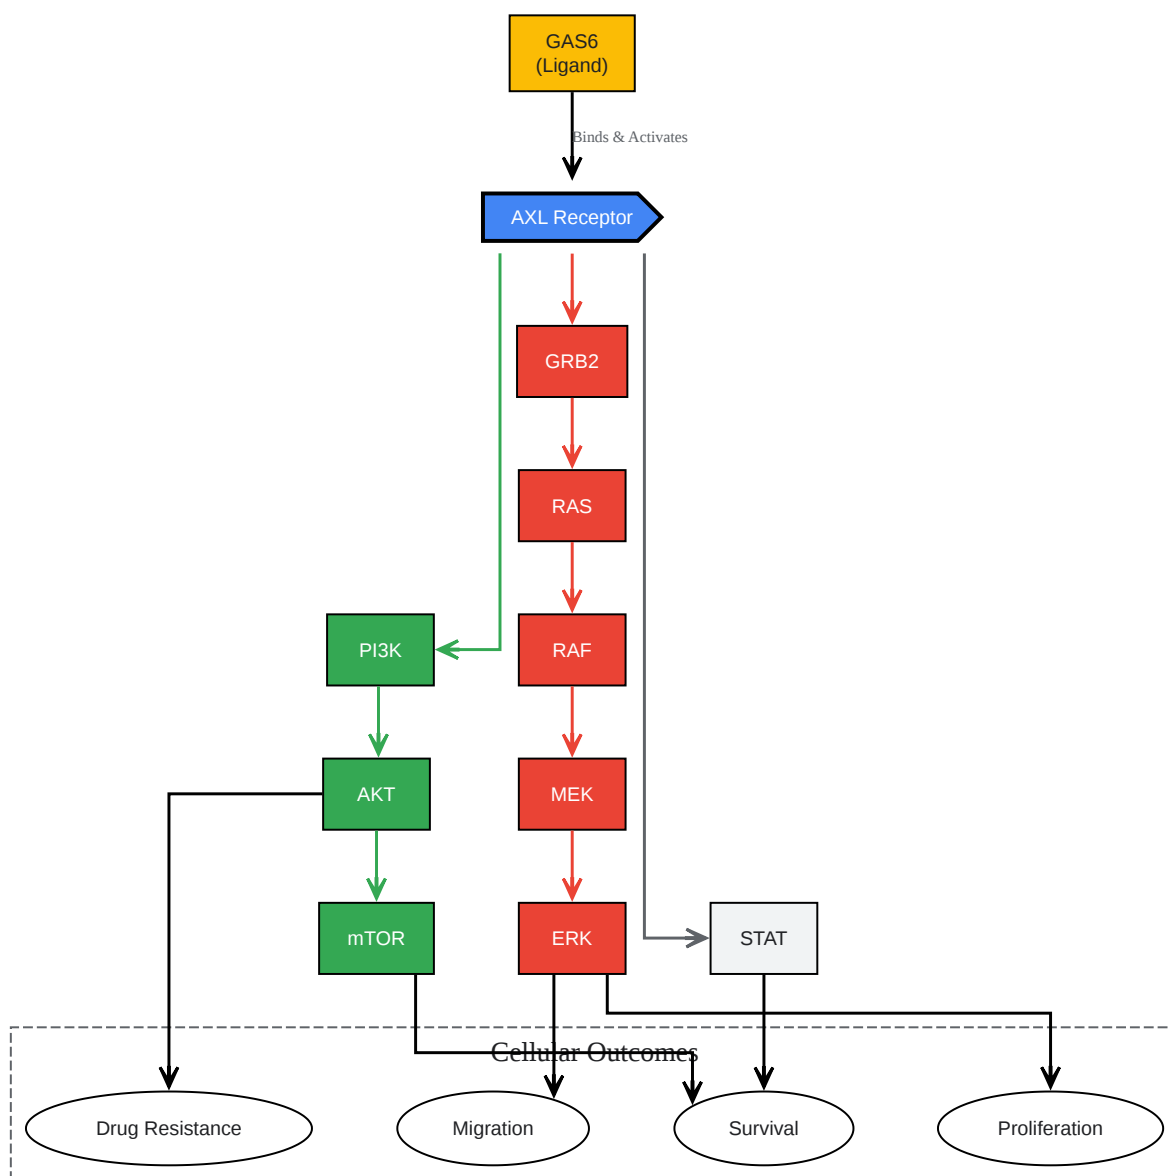 GAS6
(Ligand)
Binds & Activates
AXL Receptor
GRB2
RAS
PI3K
RAF
AKT
MEK
mTOR
ERK
STAT
Cellular Outcomes
Drug Resistance
Migration
Survival
Proliferation